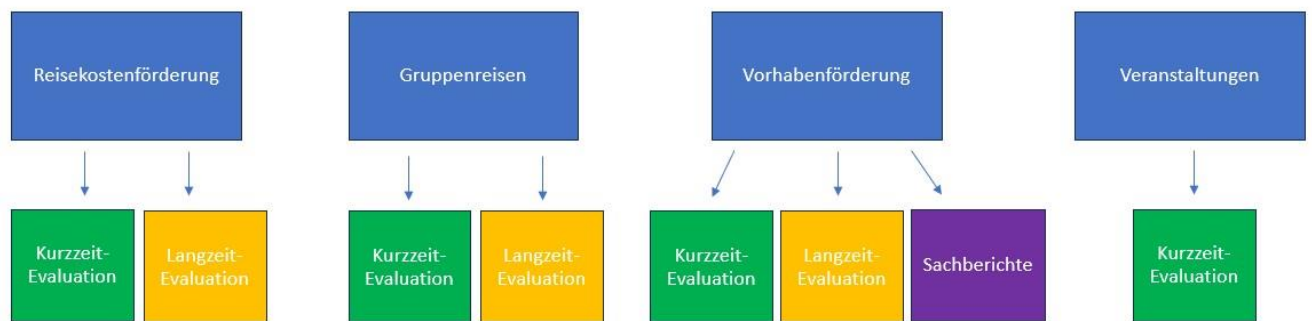 Reisekostenförderung
Gruppenreisen
Vorhabenförderung
Veranstaltungen
Kurzzeit-
Evaluation
Langzeit-
Evaluation
Kurzzeit-
Evaluation
Langzeit-
Evaluation
Kurzzeit-
Evaluation
Langzeit-
Evaluation
Sachberichte
Kurzzeit-
Evaluation